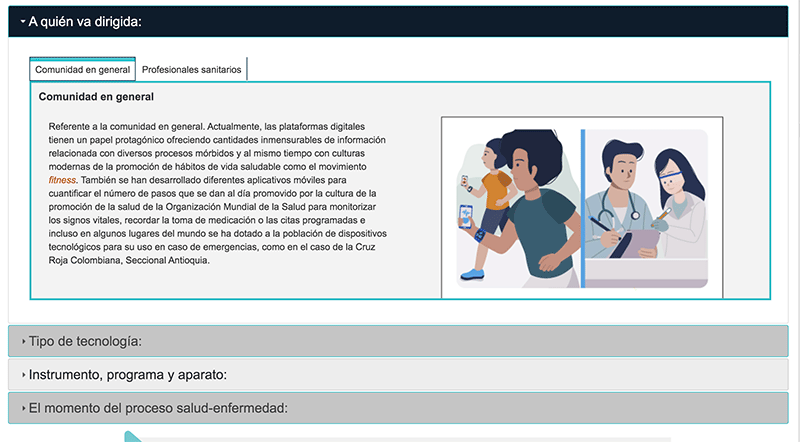 A quién va dirigida:
Comunidad en general
Profesionales sanitarios
Comunidad en general
Referente a la comunidad en general. Actualmente, las plataformas digitales
tienen un papel protagónico ofreciendo cantidades inmensurables de información
relacionada con diversos procesos mórbidos y al mismo tiempo con culturas
modernas de la promoción de hábitos de vida saludable como el movimiento
fitness. También se han desarrollado diferentes aplicativos móviles para
cuantificar el número de pasos que se dan al día promovido por la cultura de la
promoción de la salud de la Organización Mundial de la Salud para monitorizar
los signos vitales, recordar la toma de medicación o las citas programadas e
incluso en algunos lugares del mundo se ha dotado a la población de dispositivos
tecnológicos para su uso en caso de emergencias, como en el caso de la Cruz
Roja Colombiana, Seccional Antioquia.
Tipo de tecnología:
Instrumento, programa y aparato:
El momento del proceso salud-enfermedad: